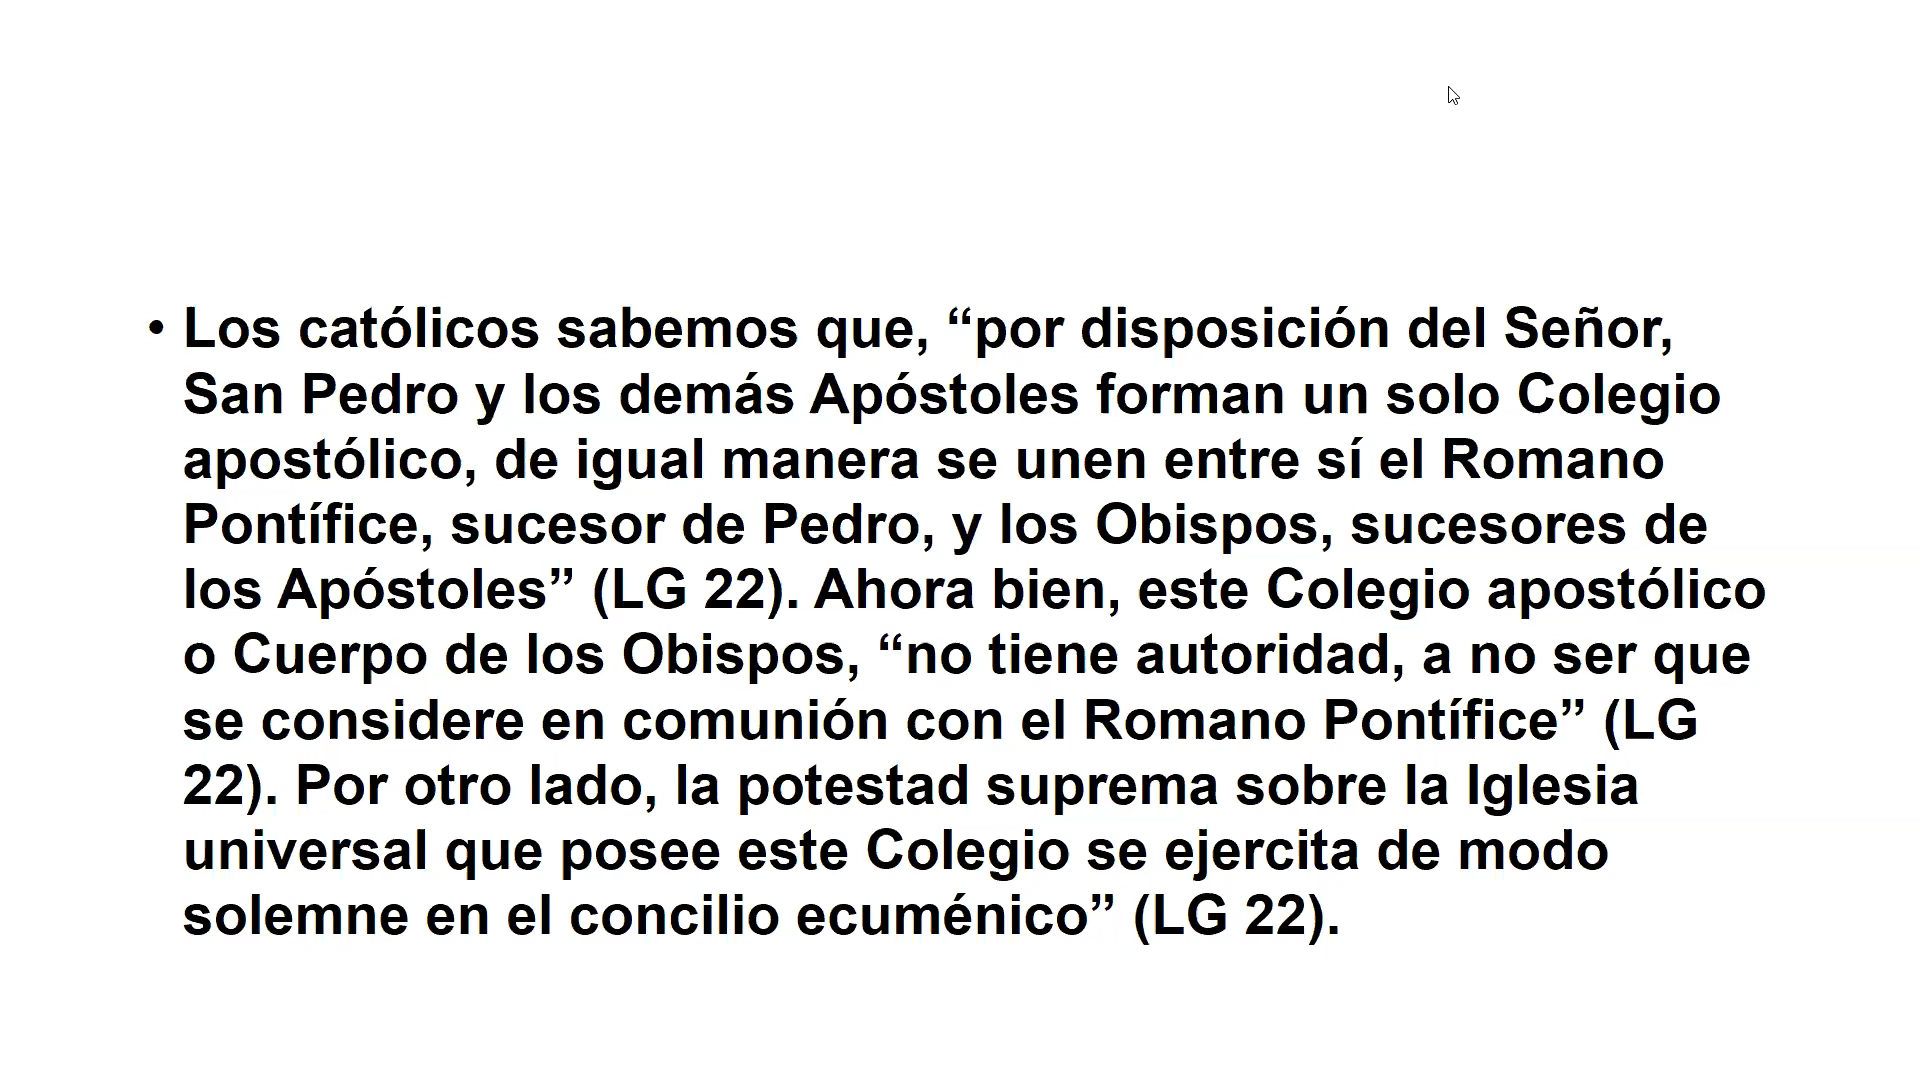 • Los católicos sabemos que, “por disposición del Señor,
San Pedro y los demás Apóstoles forman un solo Colegio
apostólico, de igual manera se unen entre sí el Romano
Pontífice, sucesor de Pedro, y los Obispos, sucesores de
los Apóstoles” (LG 22). Ahora bien, este Colegio apostólico
o Cuerpo de los Obispos, “no tiene autoridad, a no ser que
se considere en comunión con el Romano Pontífice” (LG
22). Por otro lado, la potestad suprema sobre la Iglesia
universal que posee este Colegio se ejercita de modo
solemne en el concilio ecuménico” (LG 22).